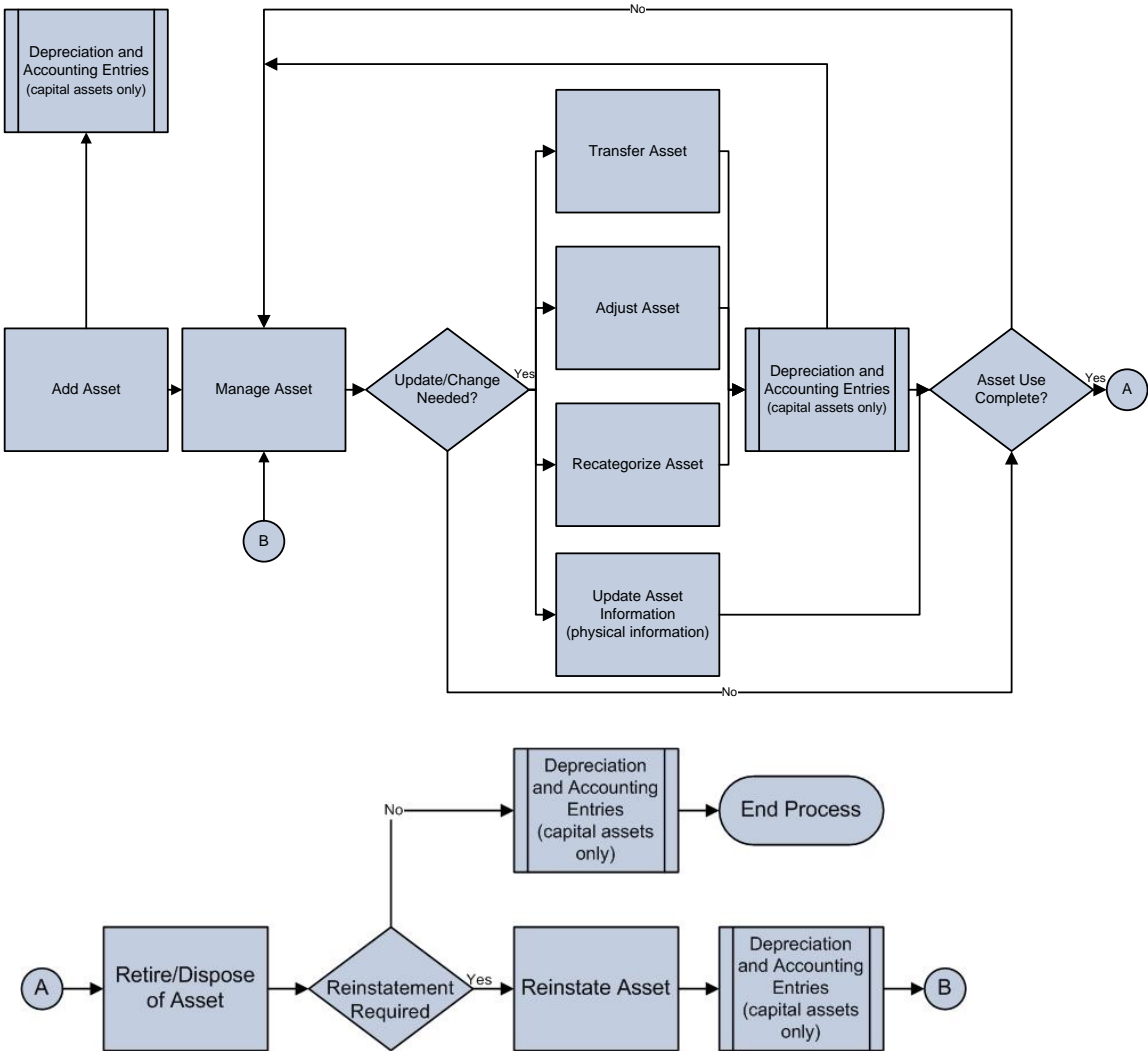 No
Depreciation and
Accounting Entries
(capital assets only)
Transfer Asset
Adjust Asset
Add Asset
Manage Asset
Update/Change
Needed?
Yes
Depreciation and
Accounting Entries
(capital assets only)
Asset Use
Complete?
Yes
A
Recategorize Asset
B
Update Asset
Information
(physical information)
No
Depreciation
and Accounting
Entries
(capital assets
only)
End Process
No
A
Retire/Dispose
of Asset
Reinstatement
Required
Yes
Reinstate Asset
Depreciation
and Accounting
Entries
(capital assets
only)
B